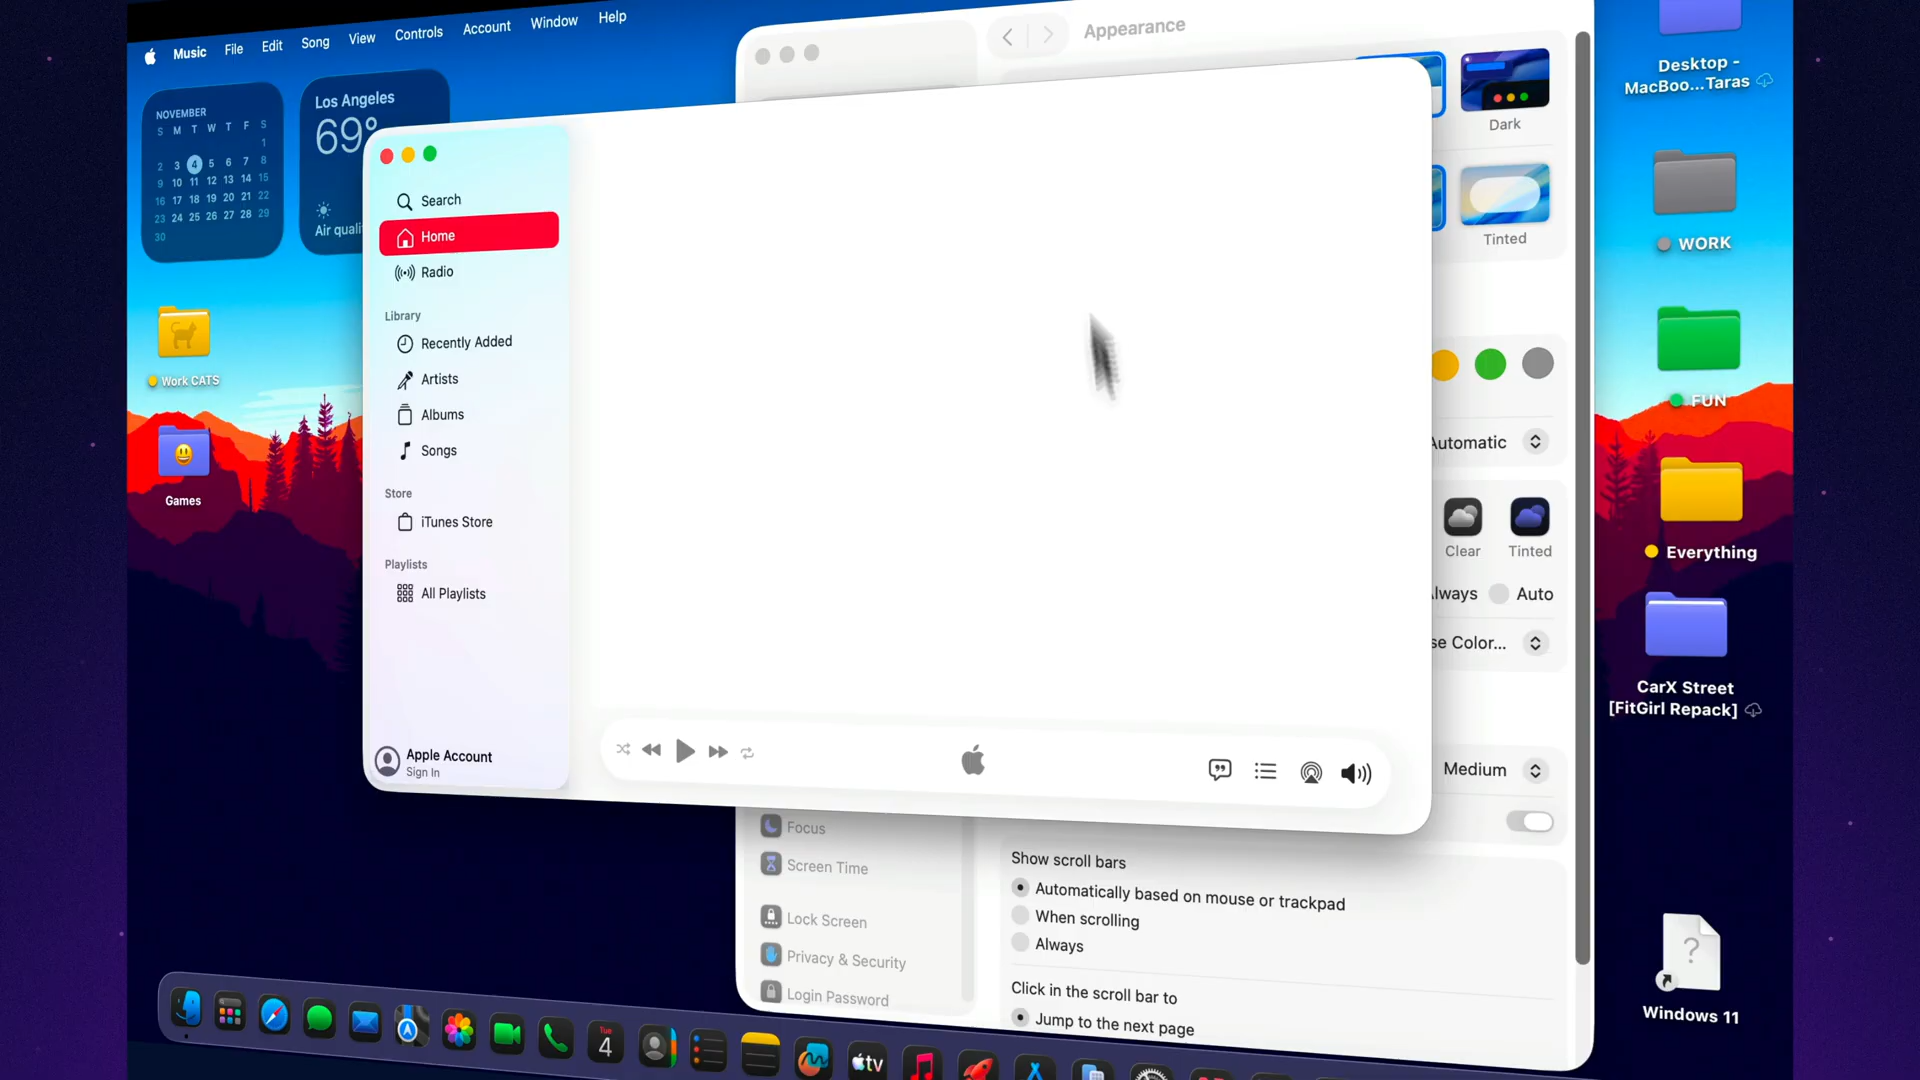 Music File Edit Song View Controls Account Window Help
NOVEMBER
S M T W T F S
1
2 3 4 5 6 7 8
9 10 11 12 13 14 15
16 17 18 19 20 21 22
23 24 25 26 27 28 29
30
Los Angeles
69°
Air quali
Work CATS
Games
Search
Home
Radio
Library
Recently Added
Artists
Albums
Songs
Store
iTunes Store
Playlists
All Playlists
Apple Account
Sign In
Appearance
Dark
Tinted
Automatic
Clear
Tinted
lways
Auto
se Color...
Medium
Focus
Screen Time
Lock Screen
Privacy & Security
Login Password
Show scroll bars
Automatically based on mouse or trackpad
When scrolling
Always
Click in the scroll bar to
Jump to the next page
Desktop -
MacBoo...Taras
WORK
FUN
Everything
CarX Street
[FitGirl Repack]
?
Windows 11
Tue
4
tv